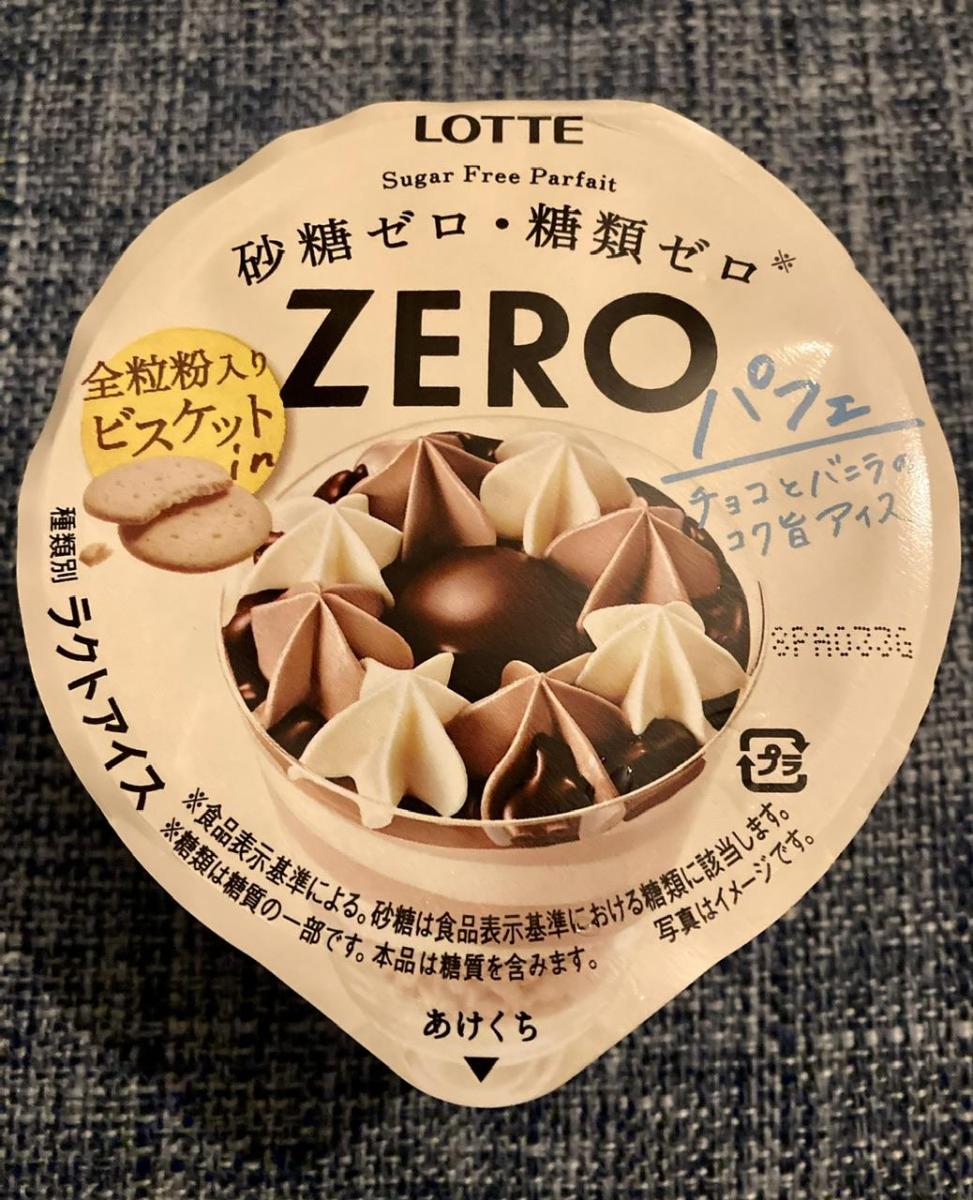 LOTTE
Sugar Free Parfait
砂糖ゼロ・糖類ゼロ※
ZERO
パフェ
チョコとバニラの
コク旨アイス
全粒粉入り
ビスケット
in
種類別 ラクトアイス
8PA033G
プラ
※食品表示基準による。砂糖は食品表示基準における糖類に該当します。
※糖類は糖質の一部です。本品は糖質を含みます。
写真はイメージです。
あけくち